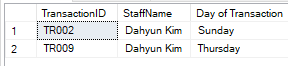 TransactionID StaffName Day of Transaction
1 TR002 Dahyun Kim Sunday
2 TR009 Dahyun Kim Thursday